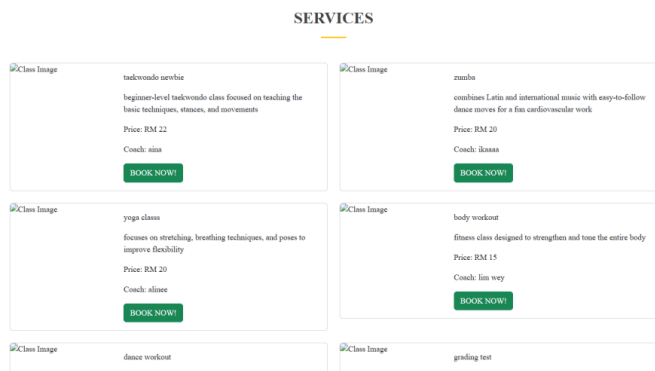 SERVICES
Class Image
taekwondo newbie
beginner-level taekwondo class focused on teaching the
basic techniques, stances, and movements
Price: RM 22
Coach: aina
BOOK NOW!
Class Image
zumba
combines Latin and international music with easy-to-follow
dance moves for a fun cardiovascular work
Price: RM 20
Coach: ikaaaa
BOOK NOW!
Class Image
yoga classs
focuses on stretching, breathing techniques, and poses to
improve flexibility
Price: RM 20
Coach: alinee
BOOK NOW!
Class Image
body workout
fitness class designed to strengthen and tone the entire body
Price: RM 15
Coach: lim wey
BOOK NOW!
Class Image
dance workout
Class Image
grading test